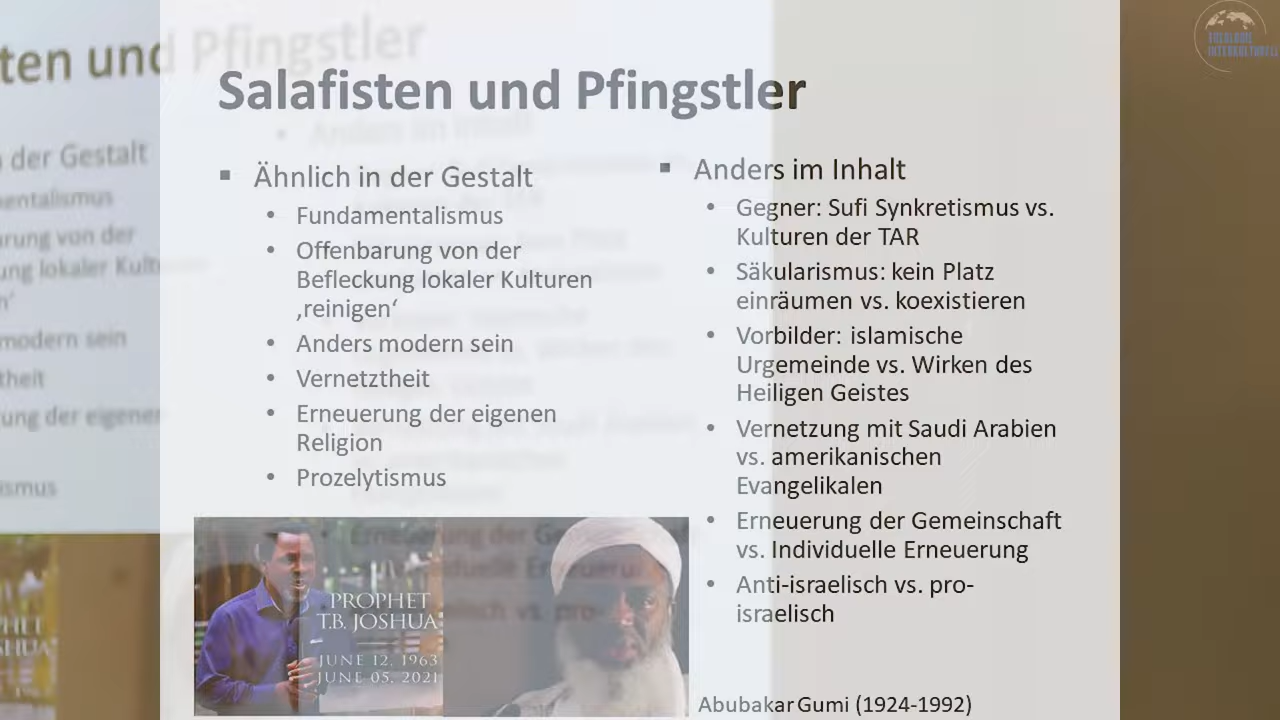 Salafisten und Pfingstler
Ähnlich in der Gestalt
Fundamentalismus
Offenbarung von der
Befleckung lokaler Kulturen
‚reinigen‘
Anders modern sein
Vernetztheit
Erneuerung der eigenen
Religion
Prozelytismus
PROPHET
T.B. JOSHUA
JUNE 12, 1963
JUNE 05, 2021
Anders im Inhalt
Gegner: Sufi Synkretismus vs.
Kulturen der TAR
Säkularismus: kein Platz
einräumen vs. koexistieren
Vorbilder: islamische
Urgemeinde vs. Wirken des
Heiligen Geistes
Vernetzung mit Saudi Arabien
vs. amerikanischen
Evangelikalen
Erneuerung der Gemeinschaft
vs. Individuelle Erneuerung
Anti-israelisch vs. pro-
israelisch
Abubakar Gumi (1924-1992)
THEOLOGIE
INTERKULTURELL